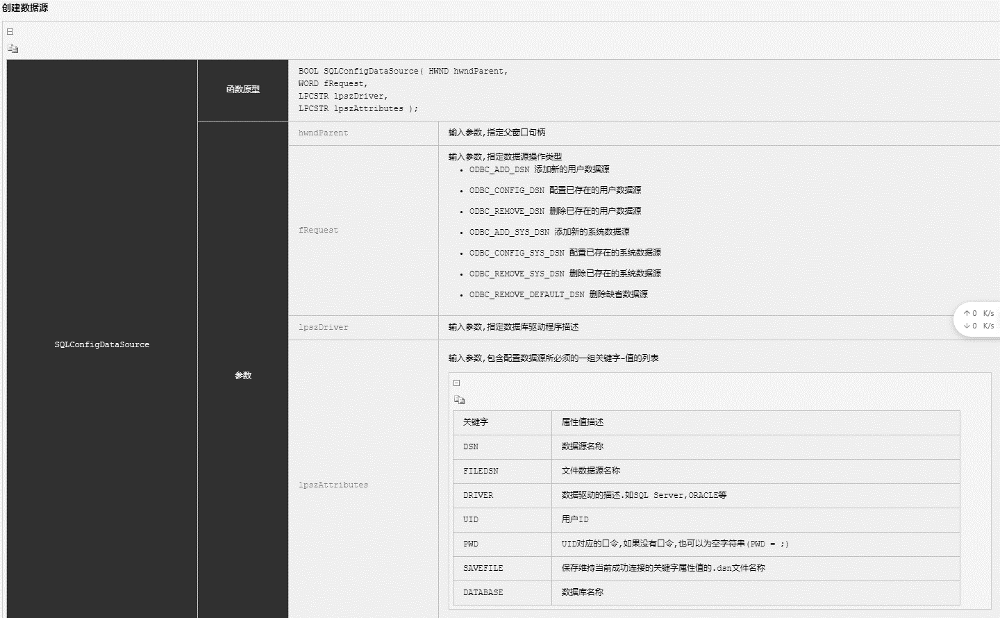 创建数据源
函数原型
BOOL SQLConfigDataSource( HWND hwndParent,
WORD fRequest,
LPCSTR lpszDriver,
LPCSTR lpszAttributes );
SQLConfigDataSource
参数
hwndParent
输入参数,指定父窗口句柄
fRequest
输入参数,指定数据源操作类型
• ODBC_ADD_DSN 添加新的用户数据源
• ODBC_CONFIG_DSN 配置已存在的用户数据源
• ODBC_REMOVE_DSN 删除已存在的用户数据源
• ODBC_ADD_SYS_DSN 添加新的系统数据源
• ODBC_CONFIG_SYS_DSN 配置已存在的系统数据源
• ODBC_REMOVE_SYS_DSN 删除已存在的系统数据源
• ODBC_REMOVE_DEFAULT_DSN 删除缺省数据源
↑ 0 K/s
↓ 0 K/s
lpszDriver
输入参数,指定数据库驱动程序描述
lpszAttributes
输入参数,包含配置数据源所必须的一组关键字-值的列表
关键字 属性值描述
DSN 数据源名称
FILEDSN 文件数据源名称
DRIVER 数据驱动的描述.如SQL Server,ORACLE等
UID 用户ID
PWD UID对应的口令,如果没有口令,也可以为空字符串(PWD = ;)
SAVEFILE 保存维持当前成功连接的关键字属性值的.dsn文件名称
DATABASE 数据库名称